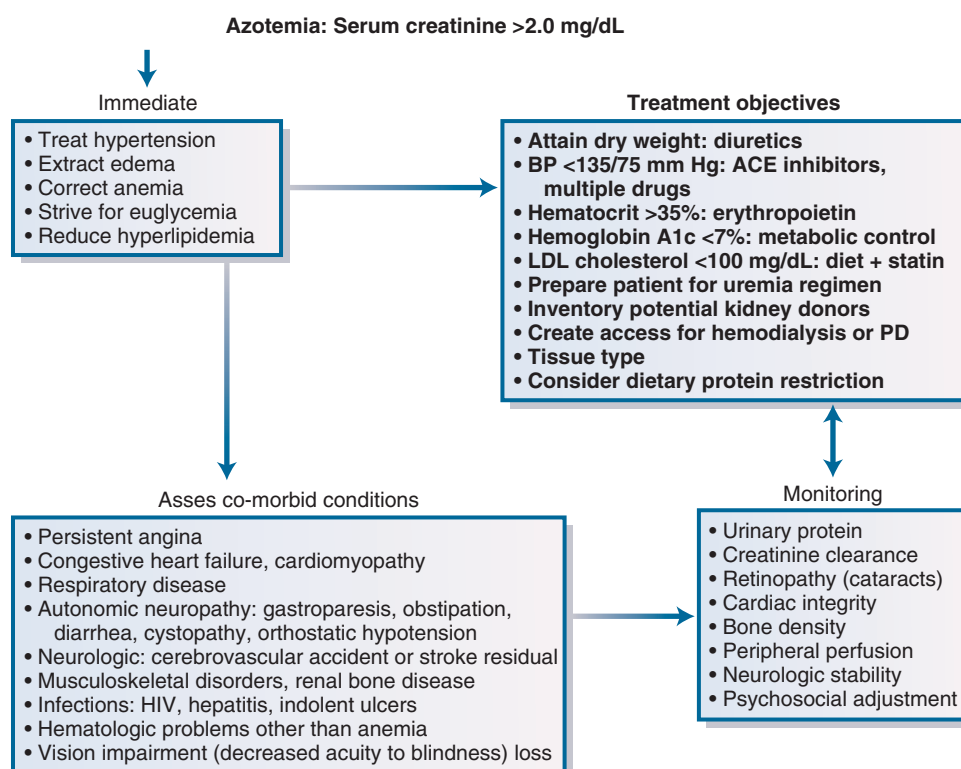 Azotemia: Serum creatinine >2.0 mg/dL
Immediate
• Treat hypertension
• Extract edema
• Correct anemia
• Strive for euglycemia
• Reduce hyperlipidemia
Treatment objectives
• Attain dry weight: diuretics
• BP <135/75 mm Hg: ACE inhibitors,
multiple drugs
• Hematocrit >35%: erythropoietin
• Hemoglobin A1c <7%: metabolic control
• LDL cholesterol <100 mg/dL: diet + statin
• Prepare patient for uremia regimen
• Inventory potential kidney donors
• Create access for hemodialysis or PD
• Tissue type
• Consider dietary protein restriction
Asses co-morbid conditions
• Persistent angina
• Congestive heart failure, cardiomyopathy
• Respiratory disease
• Autonomic neuropathy: gastroparesis, obstipation,
diarrhea, cystopathy, orthostatic hypotension
• Neurologic: cerebrovascular accident or stroke residual
• Musculoskeletal disorders, renal bone disease
• Infections: HIV, hepatitis, indolent ulcers
• Hematologic problems other than anemia
• Vision impairment (decreased acuity to blindness) loss
Monitoring
• Urinary protein
• Creatinine clearance
• Retinopathy (cataracts)
• Cardiac integrity
• Bone density
• Peripheral perfusion
• Neurologic stability
• Psychosocial adjustment